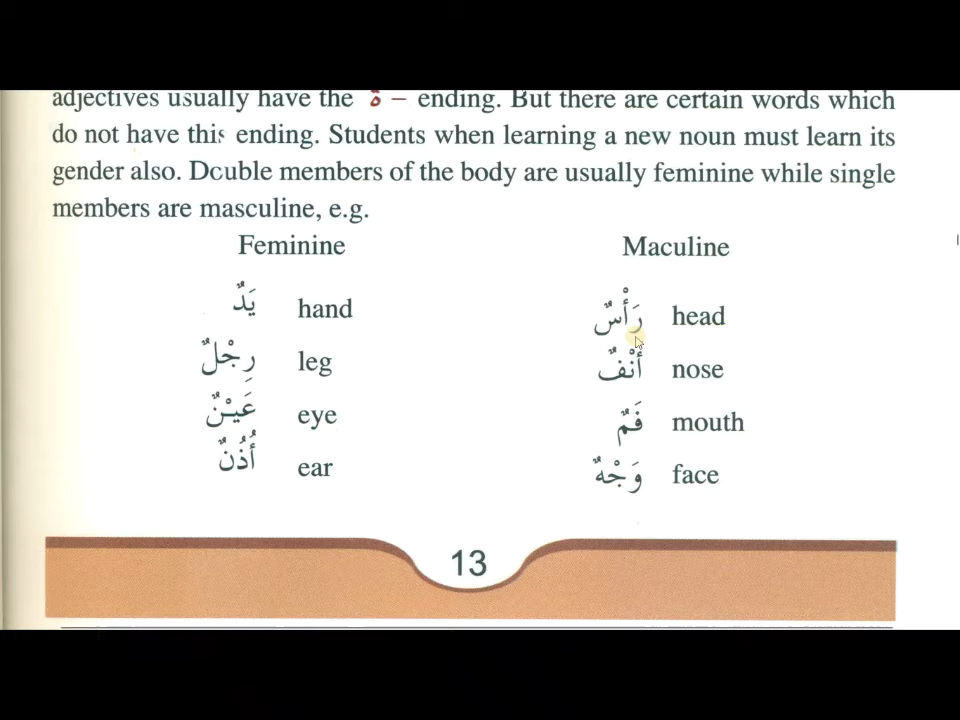 adjectives usually have the ة – ending. But there are certain words which
do not have this ending. Students when learning a new noun must learn its
gender also. Double members of the body are usually feminine while single
members are masculine, e.g.
Feminine Maculine
يَدٌ hand رَأْسٌ head
رِجْلٌ leg أَنْفٌ nose
عَيْنٌ eye فَمٌ mouth
أُذُنٌ ear وَجْهٌ face
13